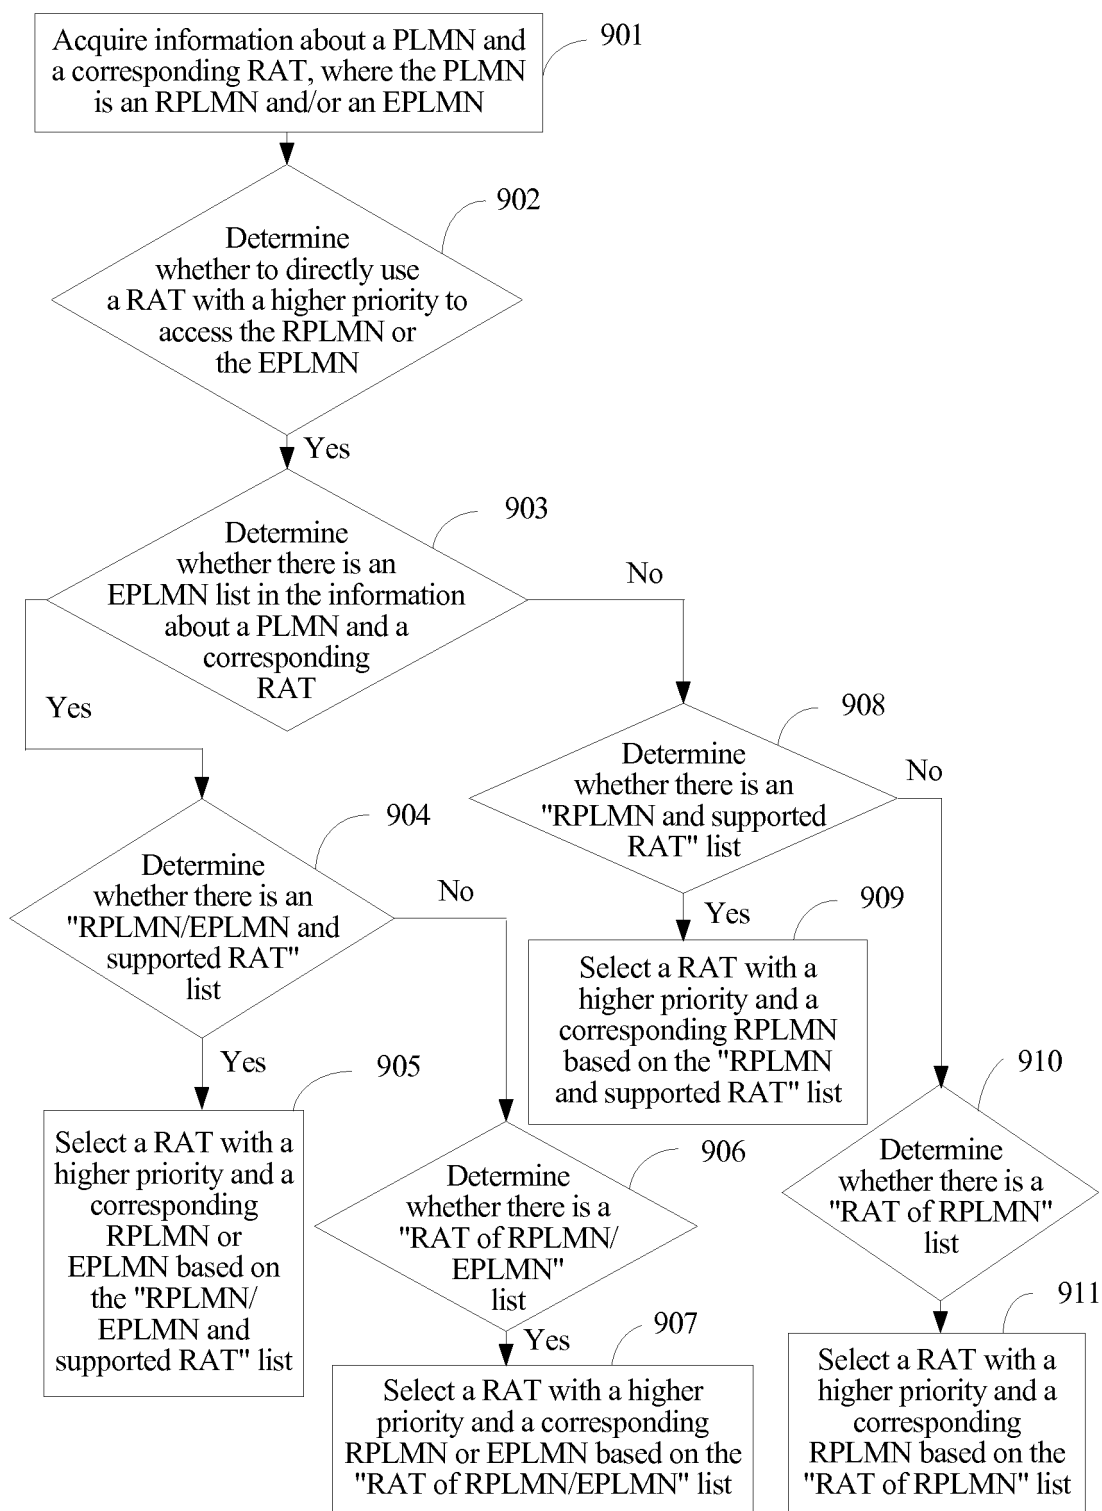 Acquire information about a PLMN and
a corresponding RAT, where the PLMN
is an RPLMN and/or an EPLMN
901
902
Determine
whether to directly use
a RAT with a higher priority to
access the RPLMN or
the EPLMN
Yes
903
Determine
whether there is an
EPLMN list in the information
about a PLMN and a
corresponding
RAT
No
Yes
908
Determine
whether there is an
"RPLMN and supported
RAT" list
No
904
Determine
whether there is an
"RPLMN/EPLMN and
supported RAT"
list
No
Yes
909
Select a RAT with a
higher priority and a
corresponding RPLMN
based on the "RPLMN
and supported RAT" list
Yes
905
Select a RAT with a
higher priority and a
corresponding
RPLMN or
EPLMN based on
the "RPLMN/
EPLMN and
supported RAT" list
906
Determine
whether there is a
"RAT of RPLMN/
EPLMN"
list
Yes
907
Select a RAT with a higher
priority and a corresponding
RPLMN or EPLMN based on the
"RAT of RPLMN/EPLMN" list
910
Determine
whether there is a
"RAT of RPLMN"
list
911
Select a RAT with a
higher priority and a
corresponding
RPLMN based on the
"RAT of RPLMN" list